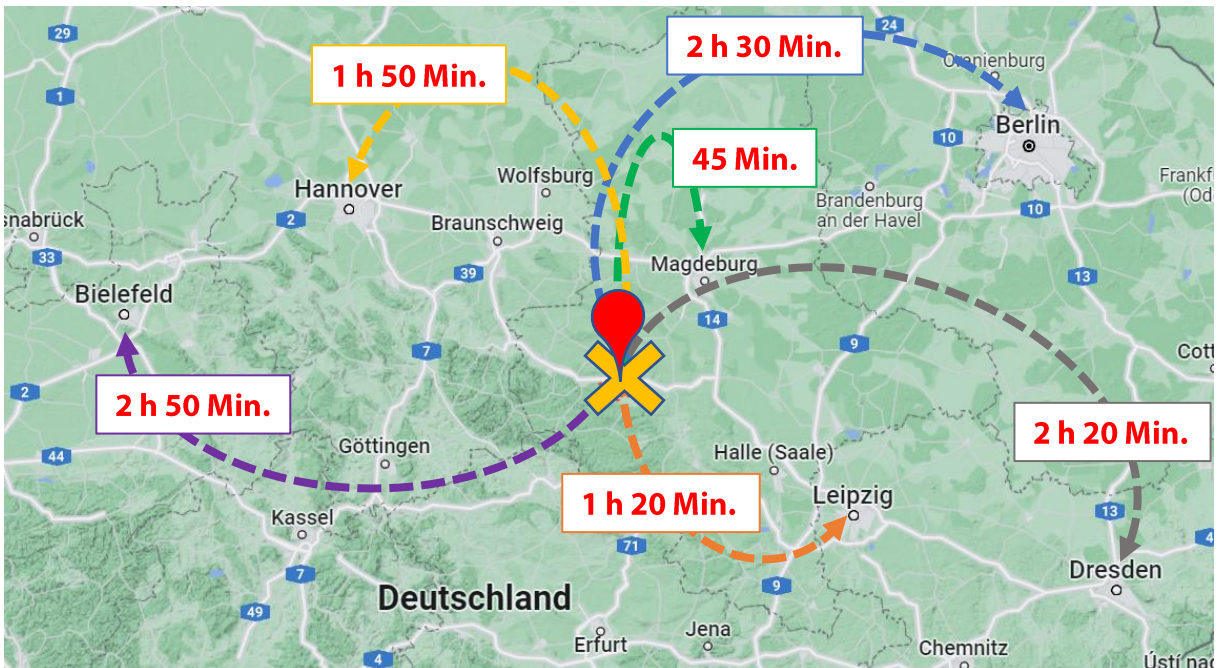 29
24
2 h 30 Min.
1 h 50 Min.
Oranienburg
1
Berlin
10
45 Min.
Wolfsburg
Hannover
Frankfu
(Ode
Brandenburg
an der Havel
10
snabrück
2
Braunschweig
33
39
Magdeburg
13
Bielefeld
14
7
9
Cott
2
2 h 50 Min.
2 h 20 Min.
Göttingen
44
Halle (Saale)
1 h 20 Min.
Leipzig
Kassel
13
71
4
7
9
Dresden
Deutschland
49
Erfurt
Jena
Chemnitz
4
Ústí nad